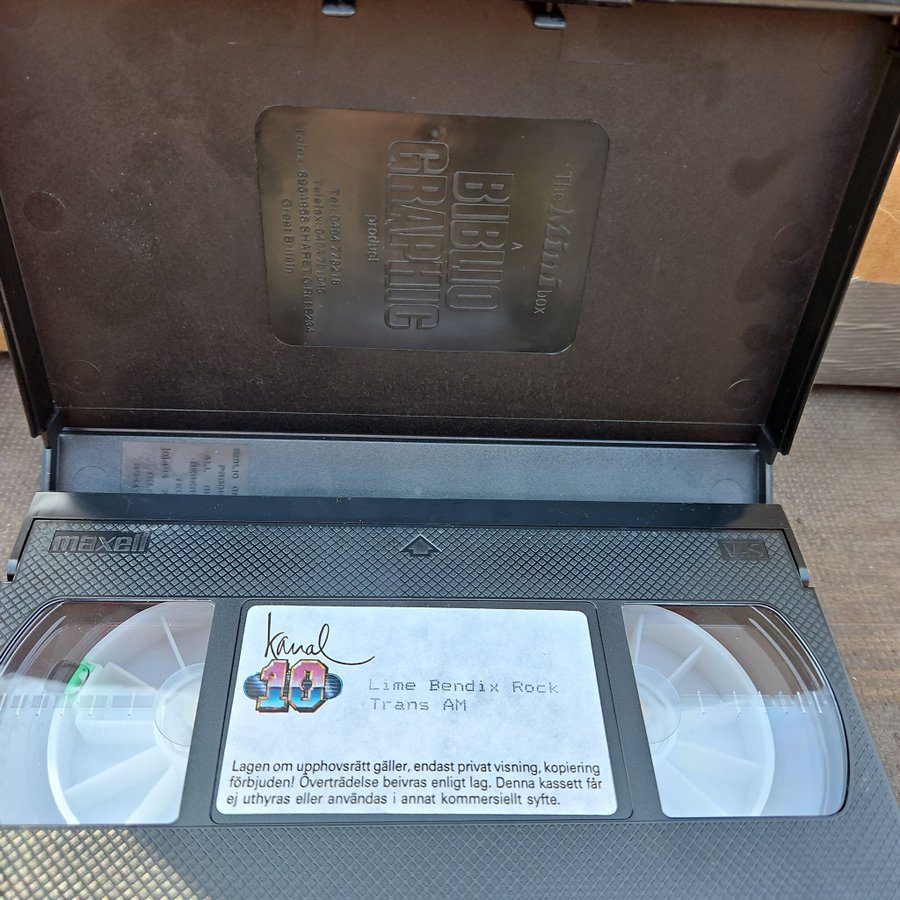 The Mini box
A
BIBLIO
GRAPHIC
product
Great Britain
maxell
VHS
Kanal
10
Lime Bendix Rock
Trans AM
Lagen om upphovsrätt gäller, endast privat visning, kopiering
förbjuden! Överträdelse beivras enligt lag. Denna kassett får
ej uthyras eller användas i annat kommersiellt syfte.